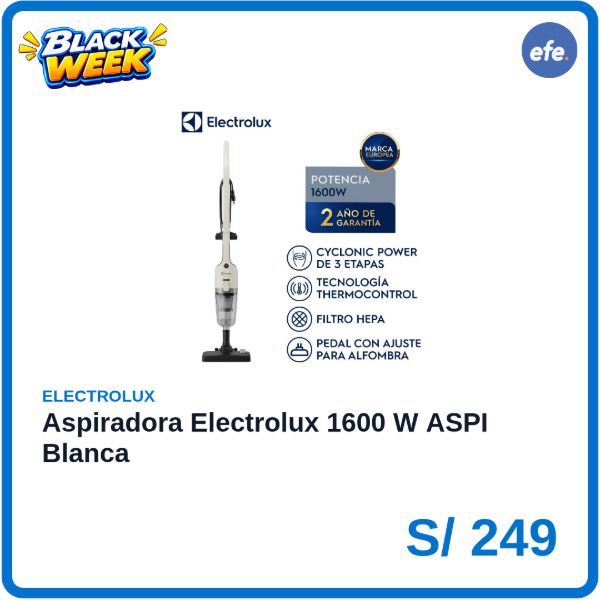 BLACK
WEEK
efe.
Electrolux
MARCA
EUROPEA
POTENCIA
1600W
2 AÑO DE
GARANTÍA
CYCLONIC POWER
DE 3 ETAPAS
TECNOLOGÍA
THERMOCONTROL
FILTRO HEPA
PEDAL CON AJUSTE
PARA ALFOMBRA
ELECTROLUX
Aspiradora Electrolux 1600 W ASPI
Blanca
S/ 249